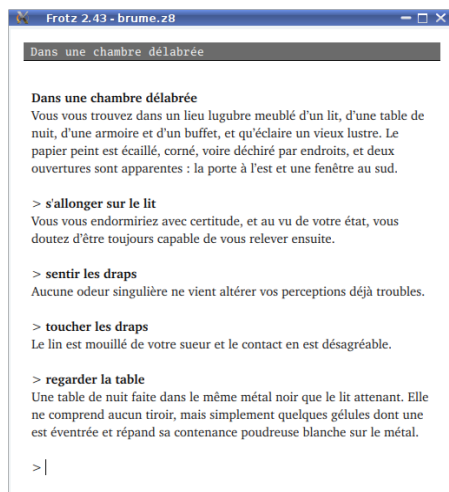 Frotz 2.43 - brume.z8
Dans une chambre délabrée
Dans une chambre délabrée
Vous vous trouvez dans un lieu lugubre meublé d’un lit, d’une table de
nuit, d’une armoire et d’un buffet, et qu’éclaire un vieux lustre. Le
papier peint est écaillé, corné, voire déchiré par endroits, et deux
ouvertures sont apparentes : la porte à l’est et une fenêtre au sud.
> s'allonger sur le lit
Vous vous endormiriez avec certitude, et au vu de votre état, vous
doutez d’être toujours capable de vous relever ensuite.
> sentir les draps
Aucune odeur singulière ne vient altérer vos perceptions déjà troubles.
> toucher les draps
Le lin est mouillé de votre sueur et le contact en est désagréable.
> regarder la table
Une table de nuit faite dans le même métal noir que le lit attenant. Elle
ne comprend aucun tiroir, mais simplement quelques gélules dont une
est éventrée et répand sa contenance poudreuse blanche sur le métal.
>